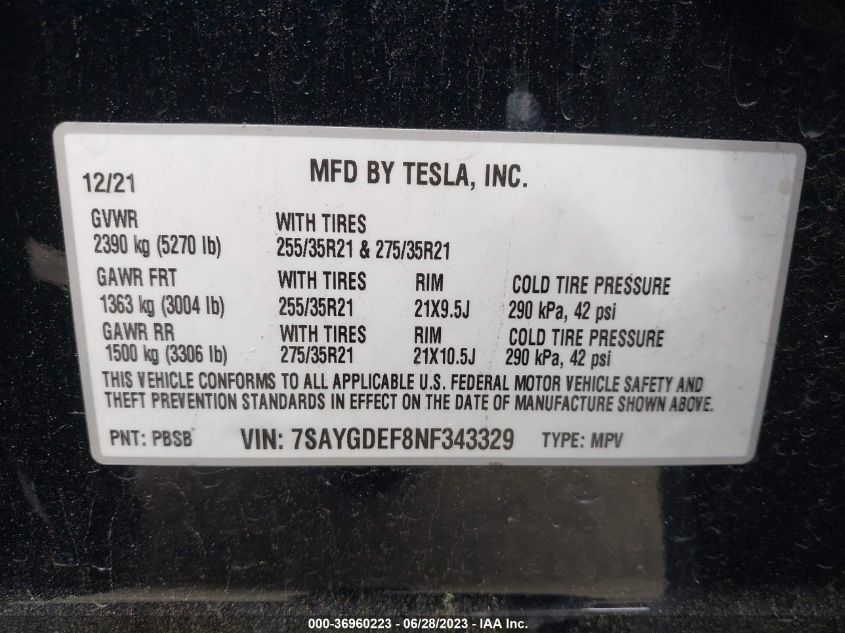 12/21 MFD BY TESLA, INC.
GVWR WITH TIRES
2390 kg (5270 lb) 255/35R21 & 275/35R21
GAWR FRT WITH TIRES RIM COLD TIRE PRESSURE
1363 kg (3004 lb) 255/35R21 21X9.5J 290 kPa, 42 psi
GAWR RR WITH TIRES RIM COLD TIRE PRESSURE
1500 kg (3306 lb) 275/35R21 21X10.5J 290 kPa, 42 psi
THIS VEHICLE CONFORMS TO ALL APPLICABLE U.S. FEDERAL MOTOR VEHICLE SAFETY AND
THEFT PREVENTION STANDARDS IN EFFECT ON THE DATE OF MANUFACTURE SHOWN ABOVE.
PNT: PBSB VIN: 7SAYGDEF8NF343329 TYPE: MPV
000-36960223 - 06/28/2023 - IAA Inc.